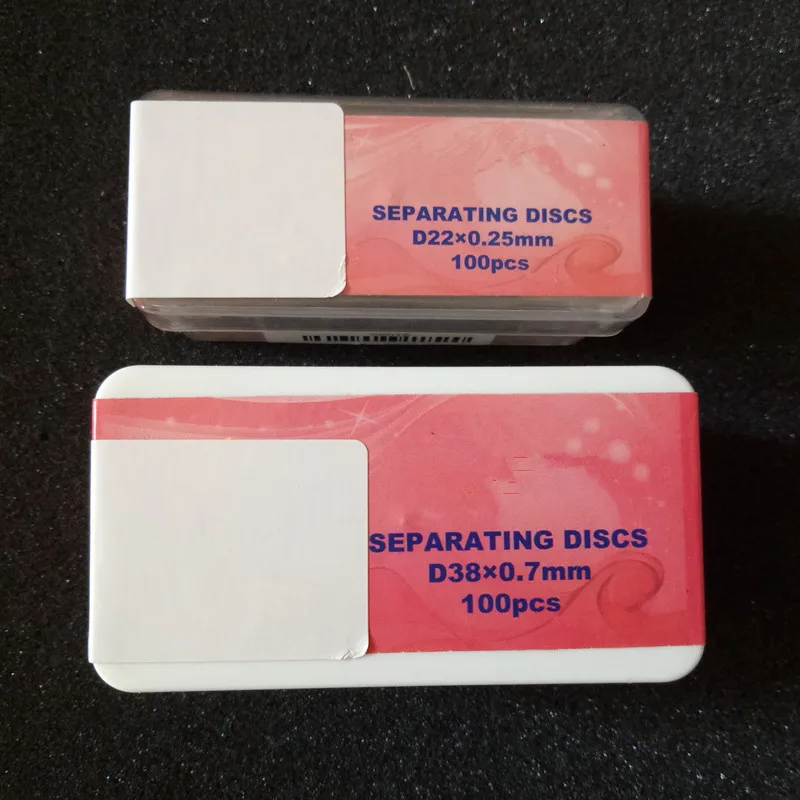 SEPARATING DISCS
D22×0.25mm
100pcs
SEPARATING DISCS
D38×0.7mm
100pcs